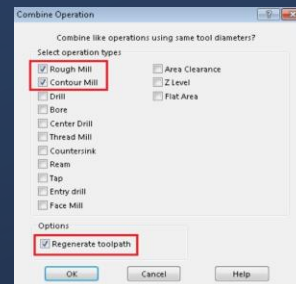 Combine Operation
Combine like operations using same tool diameters?
Select operation types
Rough Mill
Contour Mill
Drill
Bore
Center Drill
Thread Mill
Countersink
Ream
Tap
Entry drill
Face Mill
Area Clearance
Z Level
Flat Area
Options
Regenerate toolpath
OK
Cancel
Help